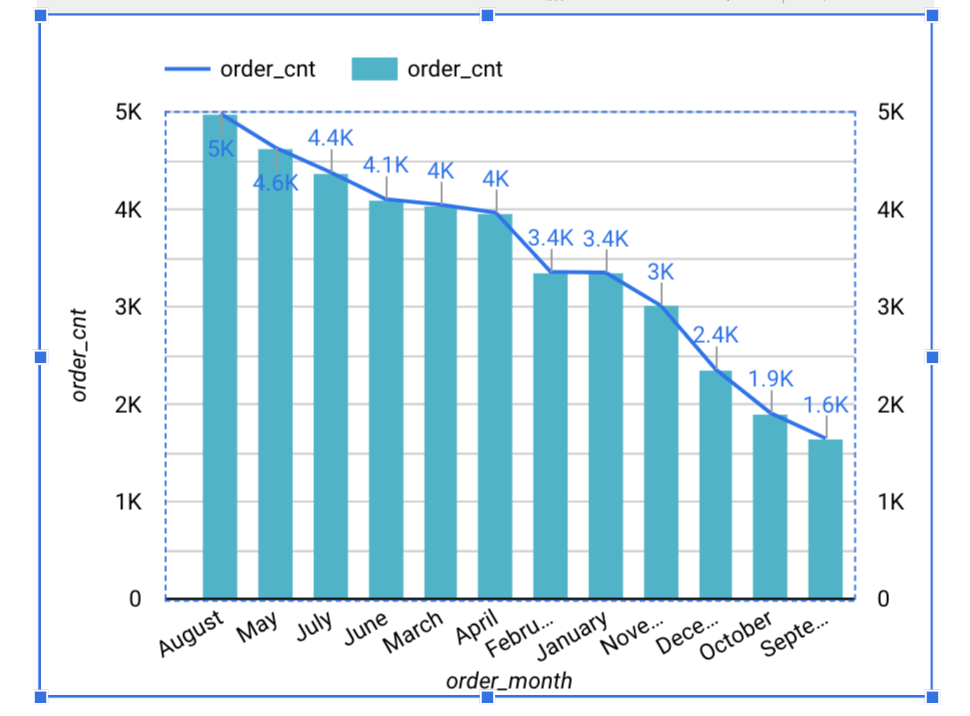 order_cnt order_cnt
5K 5K
5K 4.6K 4.4K 4.1K 4K 4K 3.4K 3.4K 3K 2.4K 1.9K 1.6K
4K 4K
3K 3K
order_cnt
2K 2K
1K 1K
0 0
August May July June March April Febru... January Nove... Dece... October Septe...
order_month